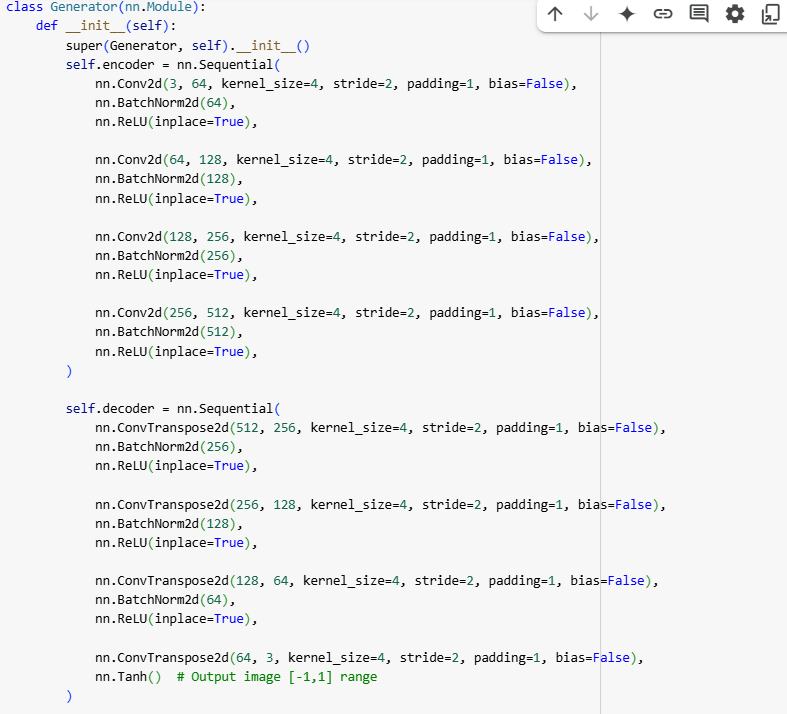 class Generator(nn.Module):
    def __init__(self):
        super(Generator, self).__init__()
        self.encoder = nn.Sequential(
            nn.Conv2d(3, 64, kernel_size=4, stride=2, padding=1, bias=False),
            nn.BatchNorm2d(64),
            nn.ReLU(inplace=True),

            nn.Conv2d(64, 128, kernel_size=4, stride=2, padding=1, bias=False),
            nn.BatchNorm2d(128),
            nn.ReLU(inplace=True),

            nn.Conv2d(128, 256, kernel_size=4, stride=2, padding=1, bias=False),
            nn.BatchNorm2d(256),
            nn.ReLU(inplace=True),

            nn.Conv2d(256, 512, kernel_size=4, stride=2, padding=1, bias=False),
            nn.BatchNorm2d(512),
            nn.ReLU(inplace=True),
        )

        self.decoder = nn.Sequential(
            nn.ConvTranspose2d(512, 256, kernel_size=4, stride=2, padding=1, bias=False),
            nn.BatchNorm2d(256),
            nn.ReLU(inplace=True),

            nn.ConvTranspose2d(256, 128, kernel_size=4, stride=2, padding=1, bias=False),
            nn.BatchNorm2d(128),
            nn.ReLU(inplace=True),

            nn.ConvTranspose2d(128, 64, kernel_size=4, stride=2, padding=1, bias=False),
            nn.BatchNorm2d(64),
            nn.ReLU(inplace=True),

            nn.ConvTranspose2d(64, 3, kernel_size=4, stride=2, padding=1, bias=False),
            nn.Tanh()  # Output image [-1,1] range
        )